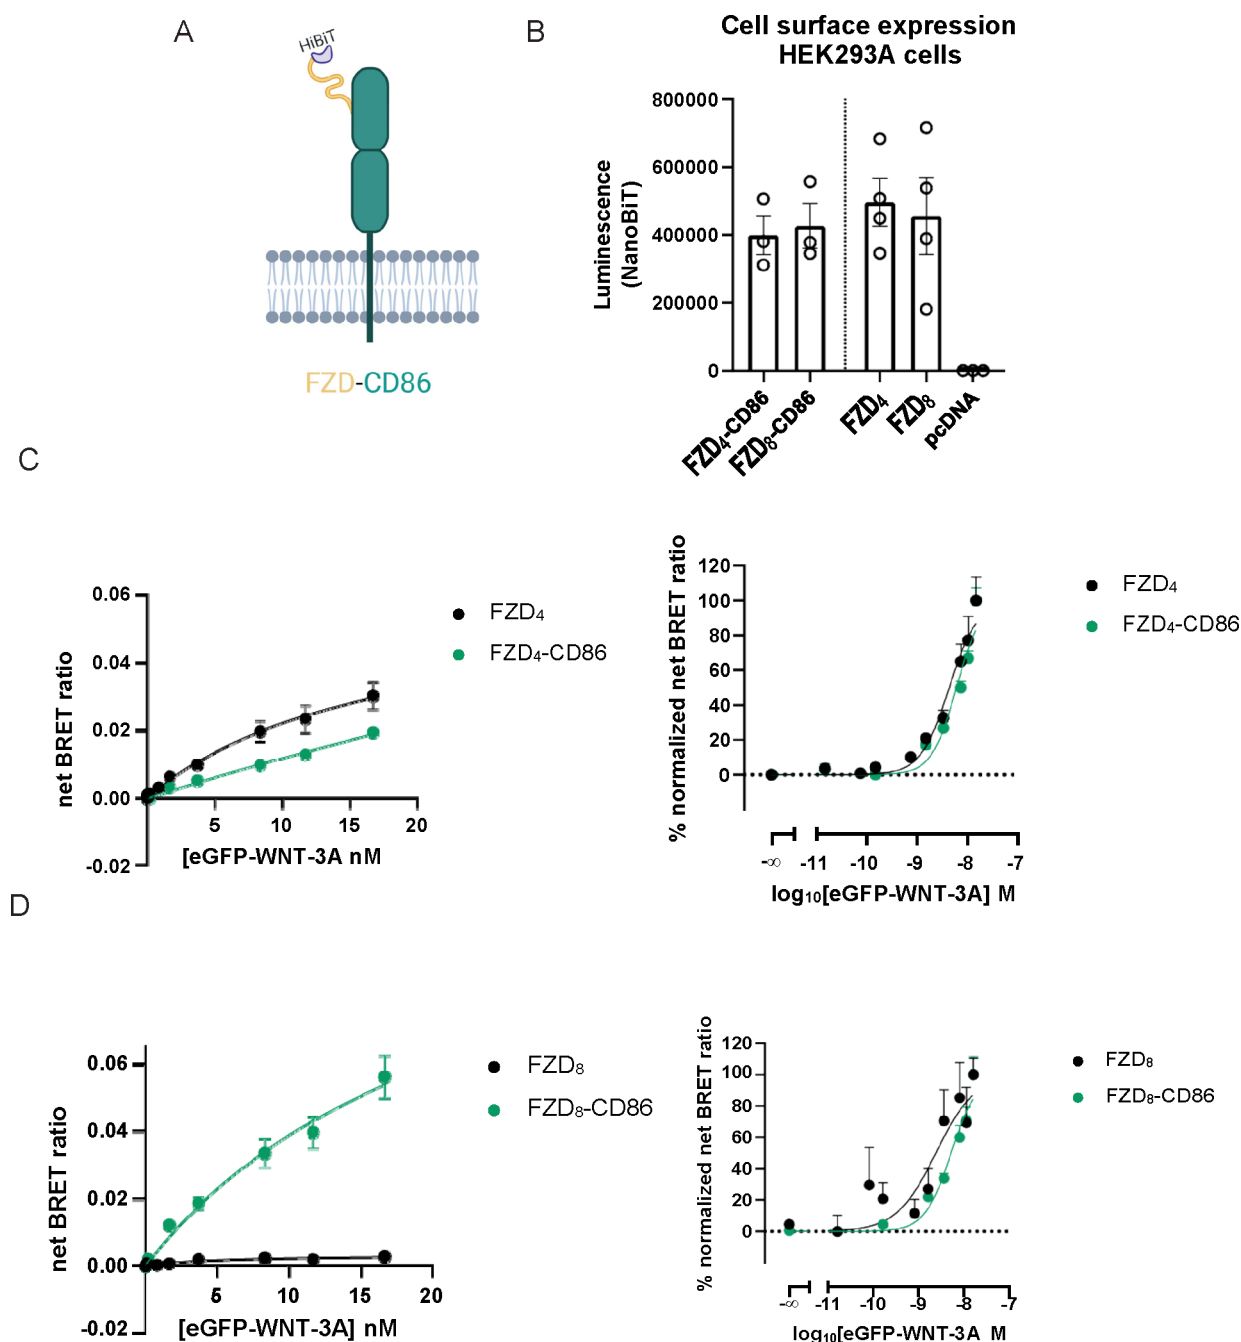 A
HiBiT
FZD-CD86
B
Cell surface expression
HEK293A cells
Luminescence
(NanoBiT)
800000
600000
400000
200000
0
FZD₄-CD86
FZD₈-CD86
FZD₄
FZD₈
pcDNA
C
net BRET ratio
0.06
0.04
0.02
0.00
-0.02
5 10 15 20
[eGFP-WNT-3A nM
FZD₄
FZD₄-CD86
% normalized net BRET ratio
120
100
80
60
40
20
0
-∞ -11 -10 -9 -8 -7
log₁₀[eGFP-WNT-3A] M
FZD₄
FZD₄-CD86
D
net BRET ratio
0.06
0.04
0.02
0.00
-0.02
5 10 15 20
[eGFP-WNT-3A] nM
FZD₈
FZD₈-CD86
% normalized net BRET ratio
120
100
80
60
40
20
0
-∞ -11 -10 -9 -8 -7
log₁₀[eGFP-WNT-3A M
FZD₈
FZD₈-CD86